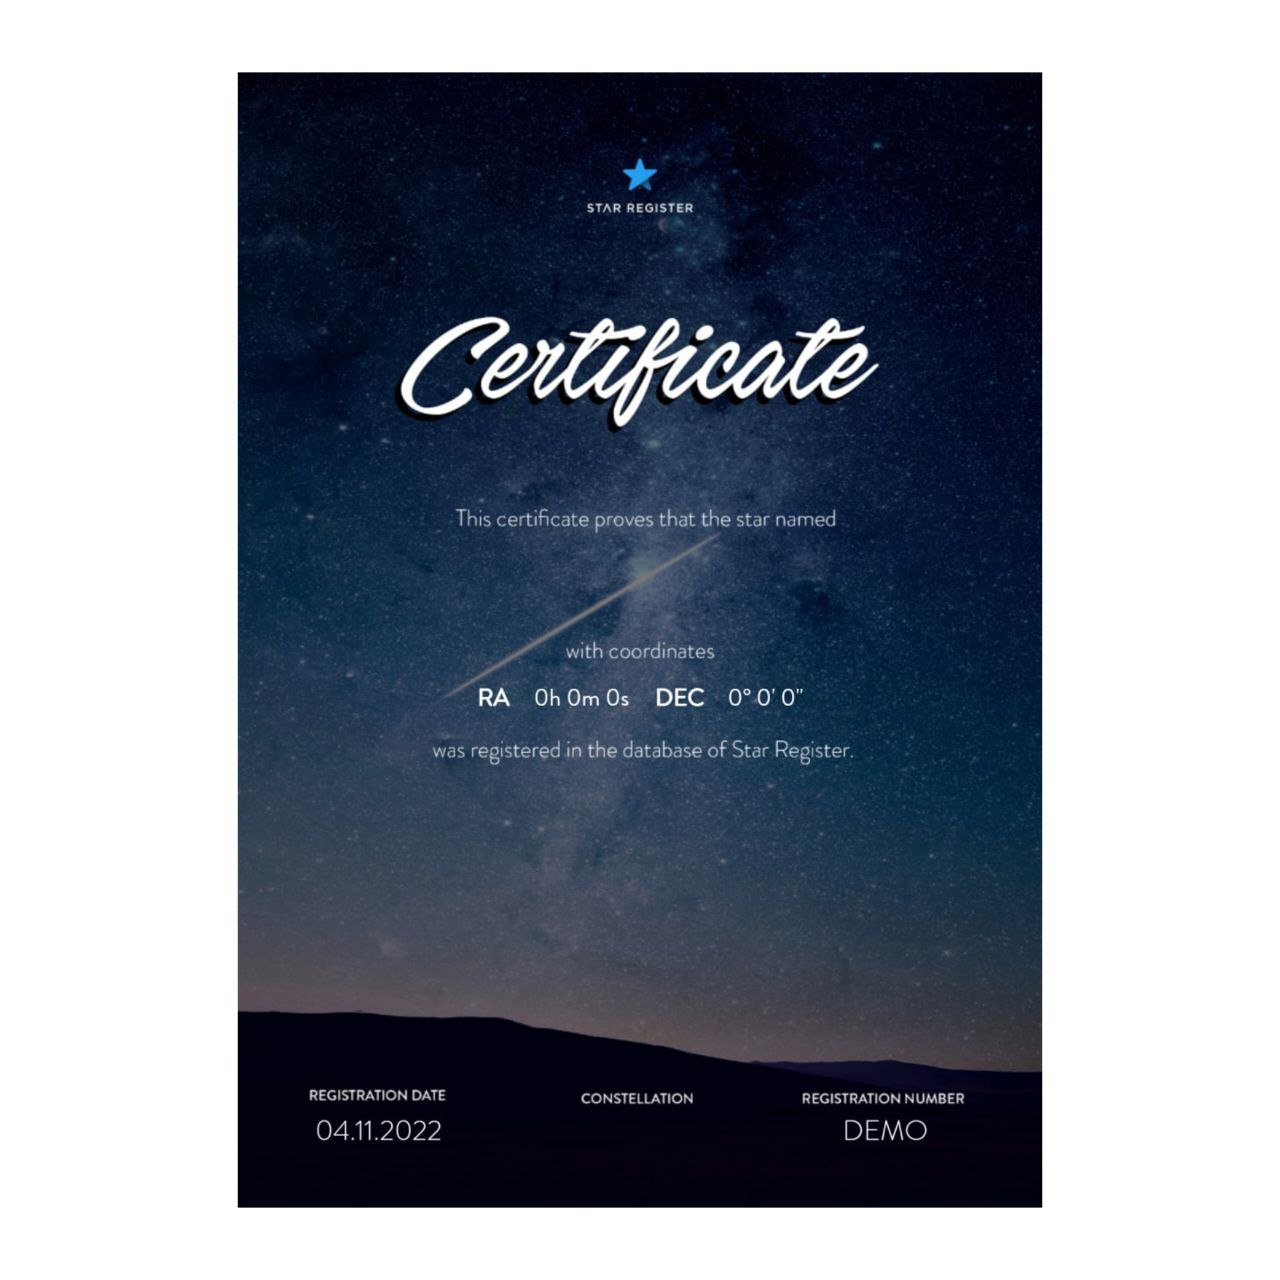 STAR REGISTER
Certificate
This certificate proves that the star named
with coordinates
RA 0h 0m 0s DEC 0° 0' 0"
was registered in the database of Star Register.
REGISTRATION DATE
04.11.2022
CONSTELLATION
REGISTRATION NUMBER
DEMO